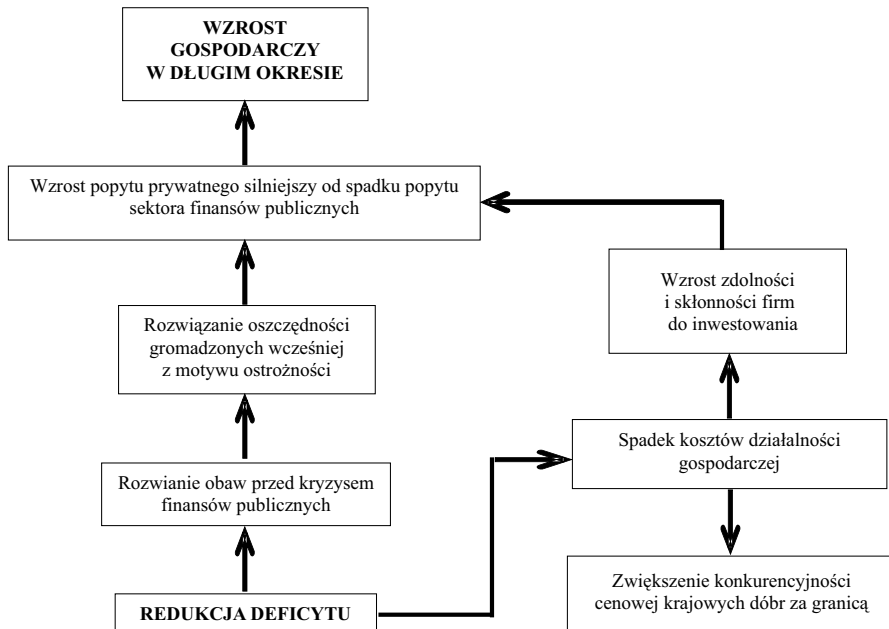 WZROST
GOSPODARCZY
W DŁUGIM OKRESIE
Wzrost popytu prywatnego silniejszy od spadku popytu
sektora finansów publicznych
Wzrost zdolności
i skłonności firm
do inwestowania
Rozwiązanie oszczędności
gromadzonych wcześniej
z motywu ostrożności
Spadek kosztów działalności
gospodarczej
Rozwianie obaw przed kryzysem
finansów publicznych
Zwiększenie konkurencyjności
cenowej krajowych dóbr za granicą
REDUKCJA DEFICYTU